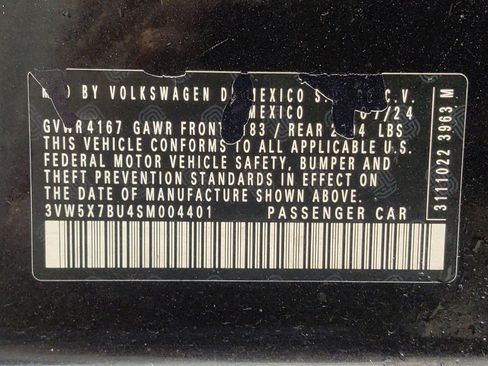 BY VOLKSWAGEN D MEXICO S. C.V.
MEXICO 07/24
GVWR 4167 GAWR FRONT 83 / REAR 2 4 LBS
THIS VEHICLE CONFORMS TO ALL APPLICABLE U.S.
FEDERAL MOTOR VEHICLE SAFETY, BUMPER AND
THEFT PREVENTION STANDARDS IN EFFECT ON
THE DATE OF MANUFACTURE SHOWN ABOVE.
3VW5X7BU4SM004401 PASSENGER CAR
3111022 3963 M